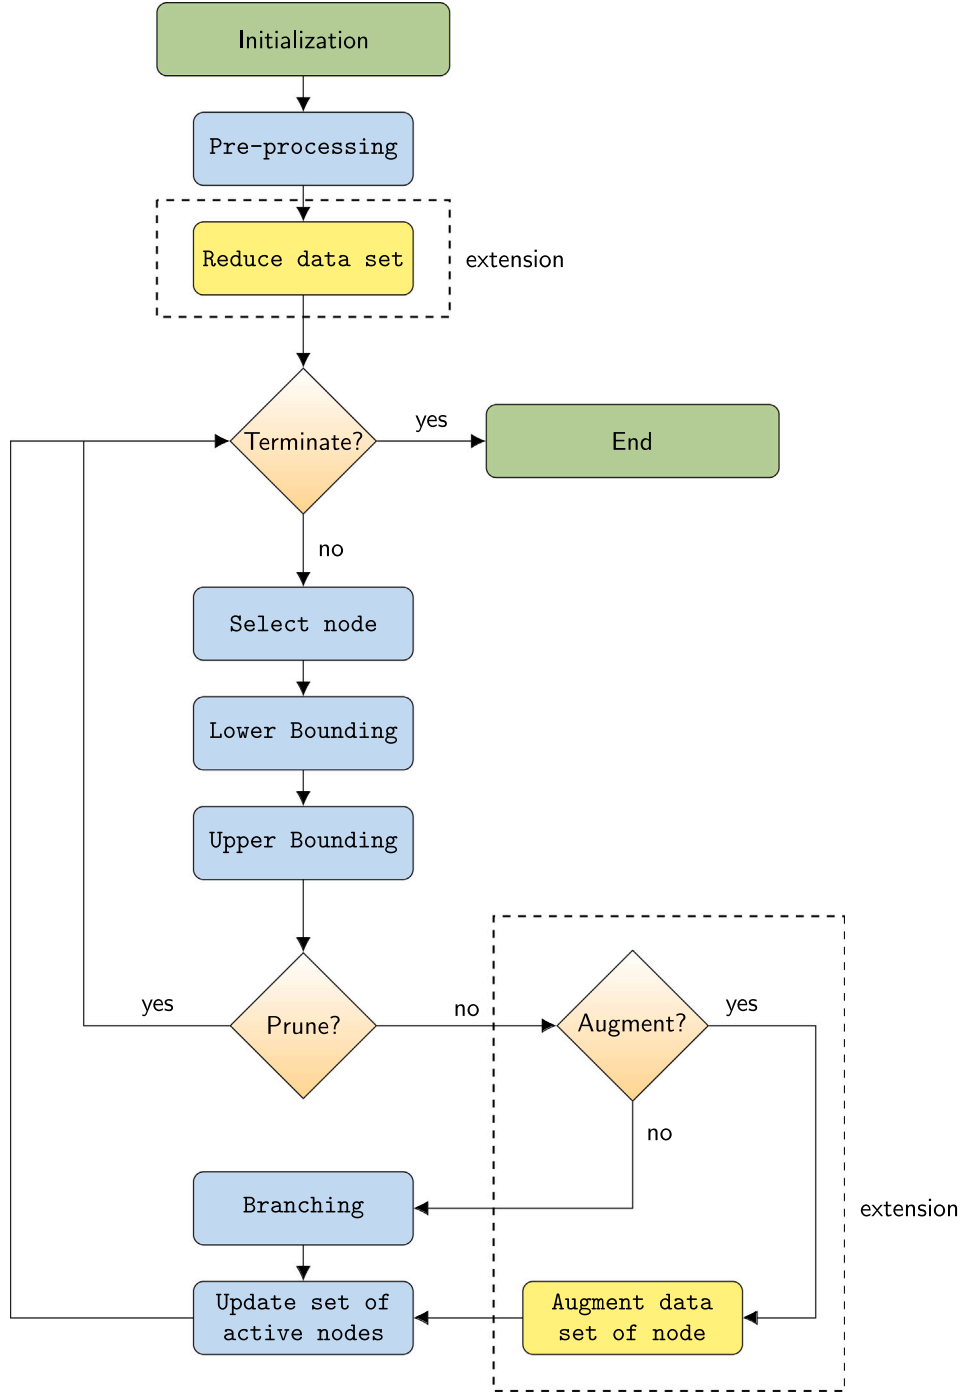 Initialization
Pre-processing
Reduce data set
extension
Terminate?
yes
End
no
Select node
Lower Bounding
Upper Bounding
yes
Prune?
no
Augment?
yes
no
Branching
extension
Update set of
active nodes
Augment data
set of node